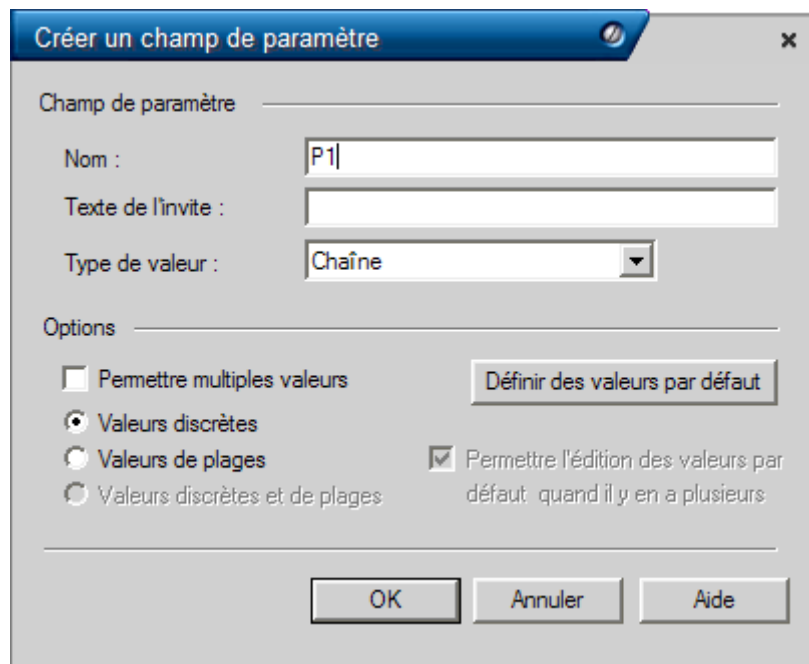 Créer un champ de paramètre
Champ de paramètre
Nom :
P1
Texte de l'invite :
Type de valeur :
Chaîne
Options
Permettre multiples valeurs
Définir des valeurs par défaut
Valeurs discrètes
Valeurs de plages
Permettre l'édition des valeurs par
Valeurs discrètes et de plages
défaut quand il y en a plusieurs
OK
Annuler
Aide